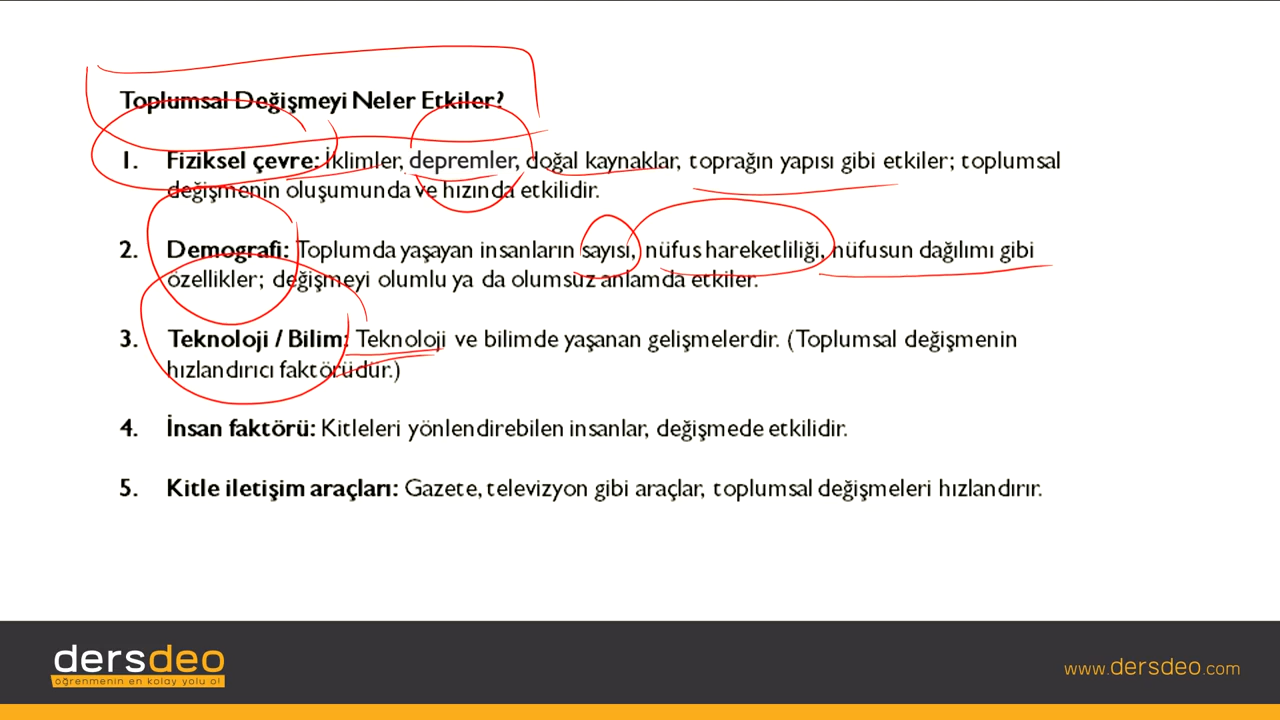 Toplumsal Değişmeyi Neler Etkiler?
1. Fiziksel çevre: İklimler, depremler, doğal kaynaklar, toprağın yapısı gibi etkiler; toplumsal
değişmenin oluşumunda ve hızında etkilidir.
2. Demografi: Toplumda yaşayan insanların sayısı, nüfus hareketliliği, nüfusun dağılımı gibi
özellikler; değişmeyi olumlu ya da olumsuz anlamda etkiler.
3. Teknoloji / Bilim: Teknoloji ve bilimde yaşanan gelişmelerdir. (Toplumsal değişmenin
hızlandırıcı faktörüdür.)
4. İnsan faktörü: Kitleleri yönlendirebilen insanlar, değişmede etkilidir.
5. Kitle iletişim araçları: Gazete, televizyon gibi araçlar, toplumsal değişmeleri hızlandırır.
dersdeo
öğrenmenin en kolay yolu o!
www.dersdeo.com